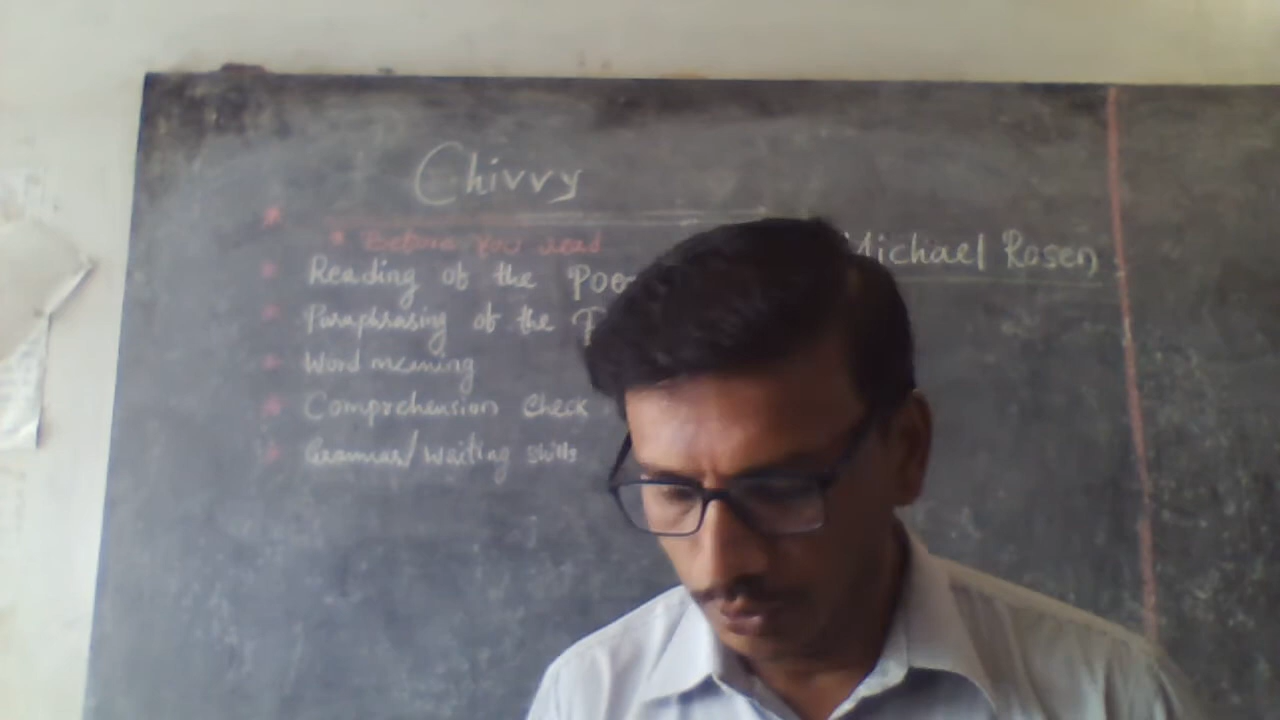 Chivvy
Michael Rosen
* Before you read
Reading of the Poe
Paraphrasing of the P
Word meaning
Comprehension Check
Grammar/Writing skills